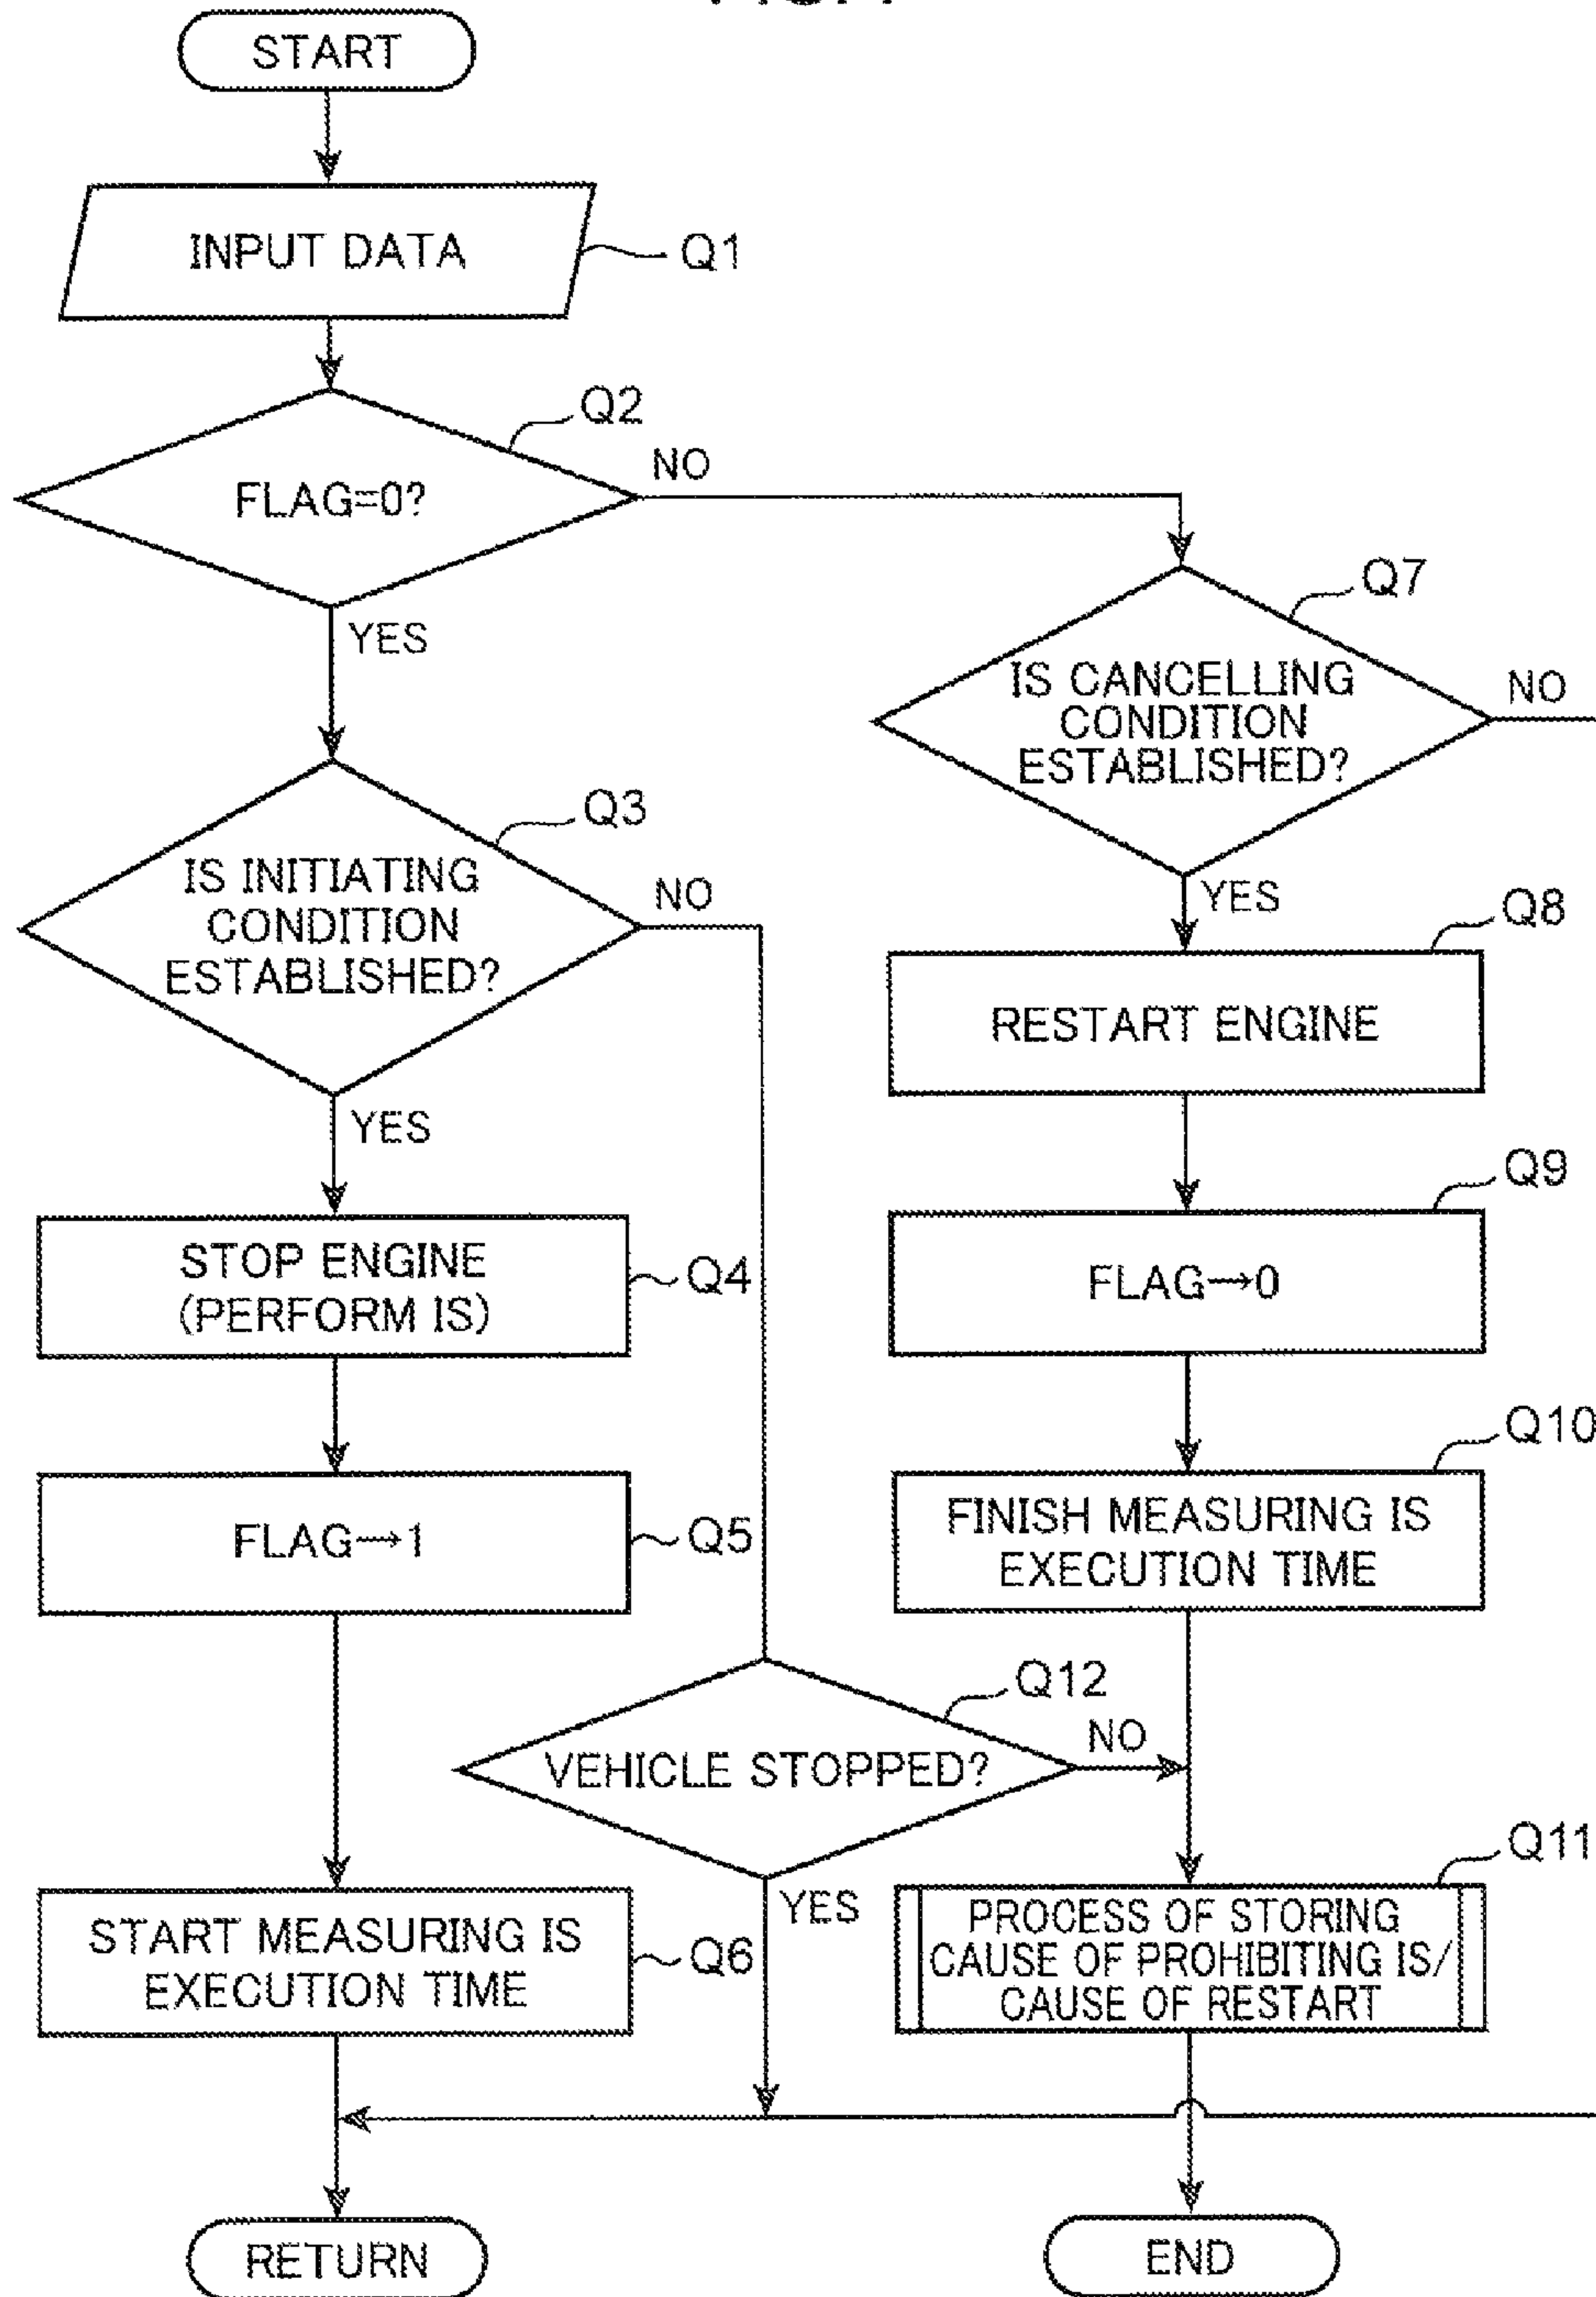 START
INPUT DATA
Q1
Q2
FLAG=0?
NO
YES
Q7
IS CANCELLING
CONDITION
ESTABLISHED?
NO
YES
Q3
IS INITIATING
CONDITION
ESTABLISHED?
NO
YES
Q8
RESTART ENGINE
Q4
STOP ENGINE
(PERFORM IS)
Q9
FLAG→0
Q5
FLAG→1
Q10
FINISH MEASURING IS
EXECUTION TIME
Q12
VEHICLE STOPPED?
NO
YES
Q6
START MEASURING IS
EXECUTION TIME
Q11
PROCESS OF STORING
CAUSE OF PROHIBITING IS/
CAUSE OF RESTART
RETURN
END